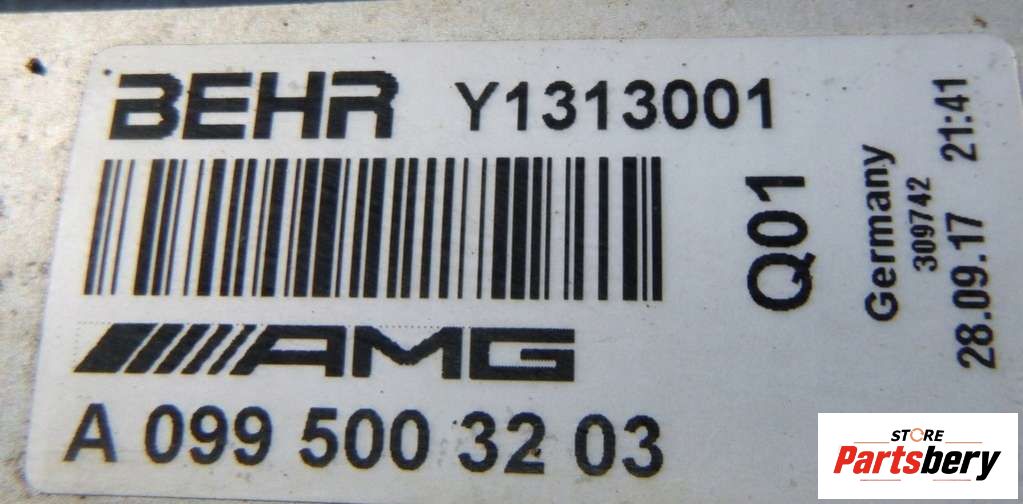 BEHR Y1313001
Q01
Germany
309742
28.09.17 21:41
AMG
A 099 500 32 03
STORE
Partsbery